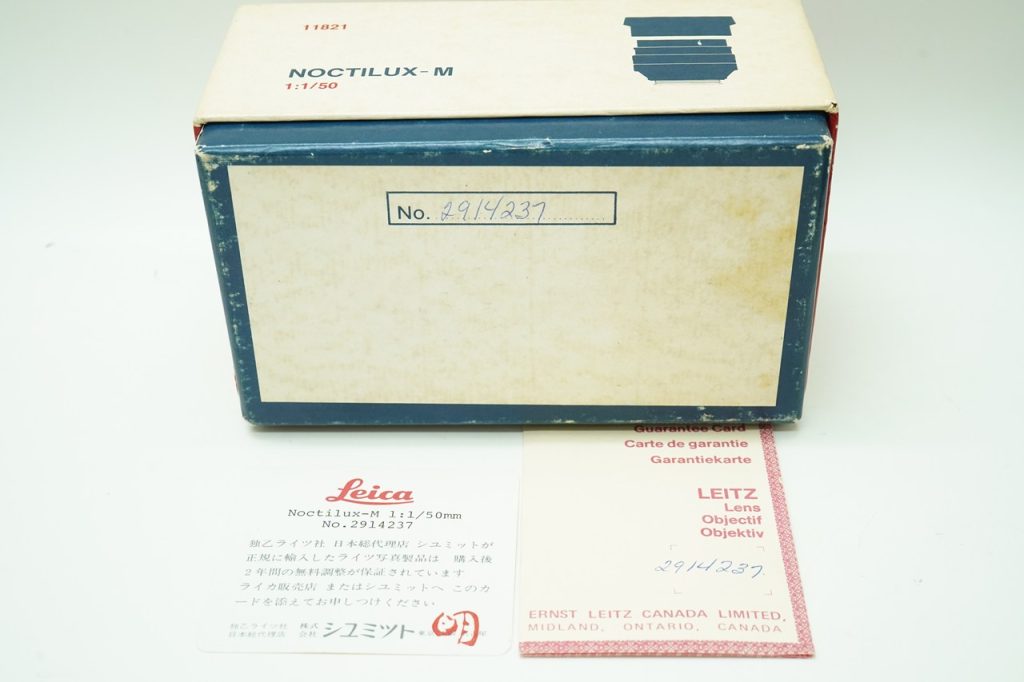 11821
NOCTILUX-M
1:1/50
No. 2914237
Leica
Noctilux-M 1:1/50mm
No.2914237
独乙ライツ社 日本総代理店 シユミットが
正規に輸入したライツ写真製品は 購入後
2年間の無料調整が保証されています
ライカ販売店 またはシユミットへ このカ
ードを添えてお申しつけください
独乙ライツ社
日本総代理店
株式
会社
シユミット
Guarantee Card
Carte de garantie
Garantiekarte
LEITZ
Lens
Objectif
Objektiv
2914237
ERNST LEITZ CANADA LIMITED,
MIDLAND, ONTARIO, CANADA